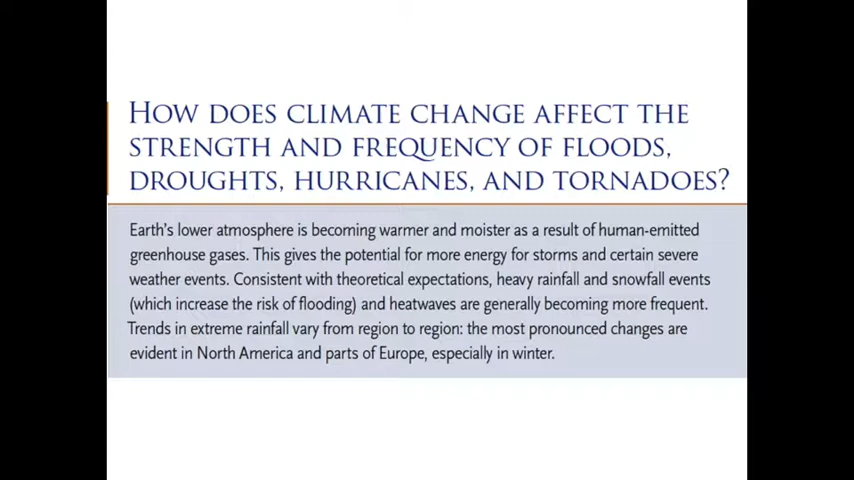 HOW DOES CLIMATE CHANGE AFFECT THE
STRENGTH AND FREQUENCY OF FLOODS,
DROUGHTS, HURRICANES, AND TORNADOES?
Earth's lower atmosphere is becoming warmer and moister as a result of human-emitted
greenhouse gases. This gives the potential for more energy for storms and certain severe
weather events. Consistent with theoretical expectations, heavy rainfall and snowfall events
(which increase the risk of flooding) and heatwaves are generally becoming more frequent.
Trends in extreme rainfall vary from region to region: the most pronounced changes are
evident in North America and parts of Europe, especially in winter.